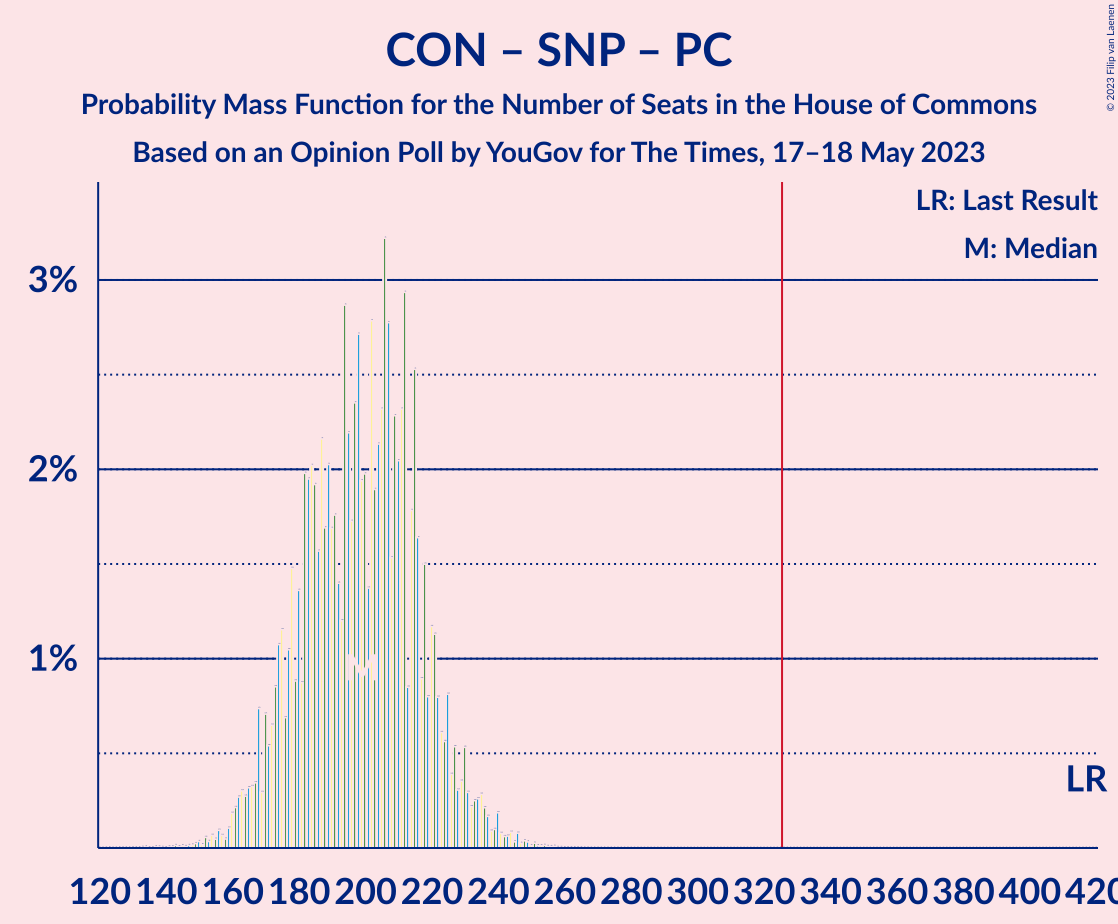 CON – SNP – PC
Probability Mass Function for the Number of Seats in the House of Commons
Based on an Opinion Poll by YouGov for The Times, 17–18 May 2023
© 2023 Filip van Laenen
LR: Last Result
M: Median
3%
2%
1%
M
LR
120 140 160 180 200 220 240 260 280 300 320 340 360 380 400 420